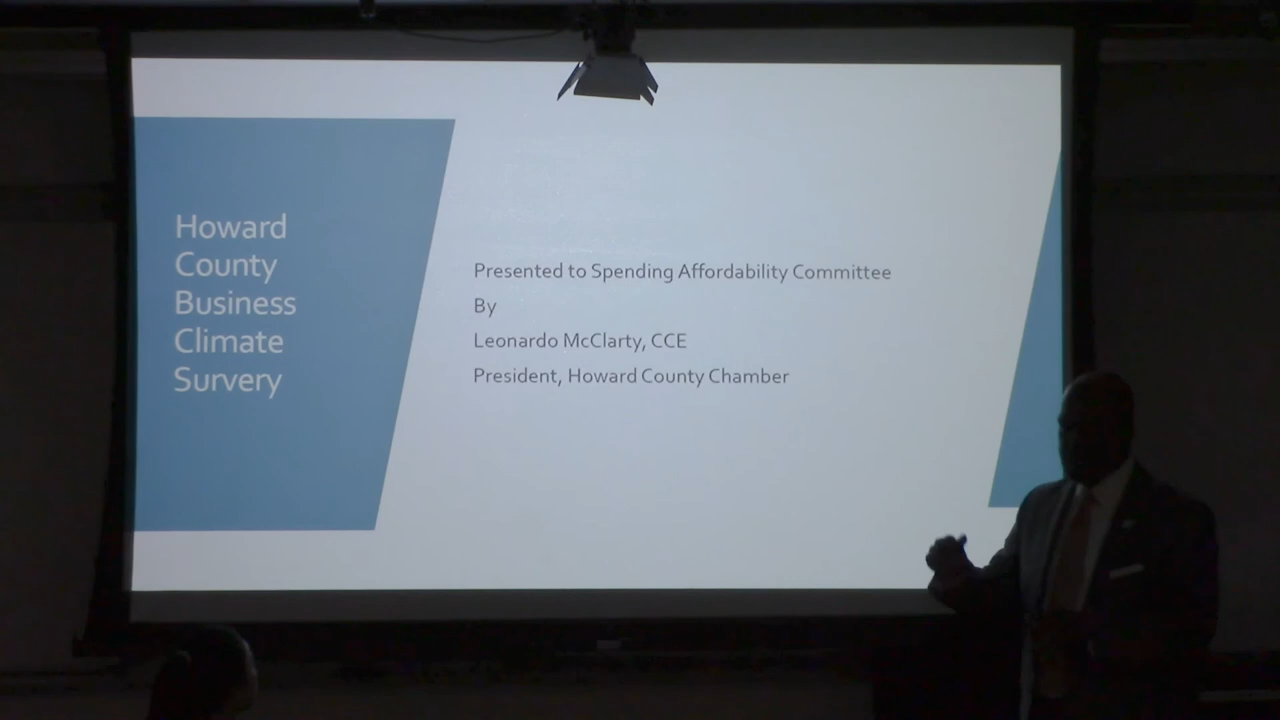 Howard
County
Business
Climate
Survery
Presented to Spending Affordability Committee
By
Leonardo McClarty, CCE
President, Howard County Chamber